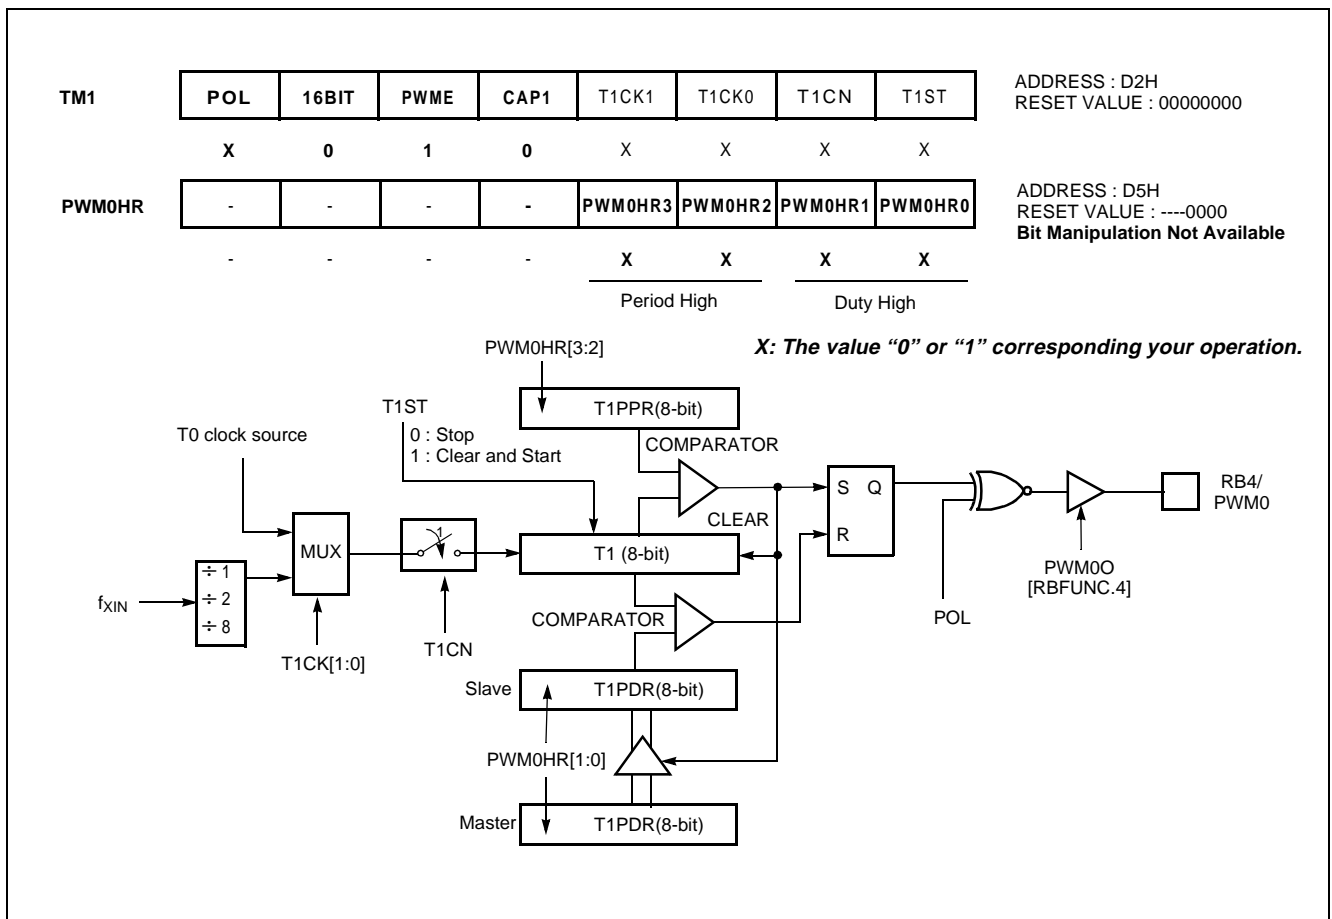 TM1 POL 16BIT PWME CAP1 T1CK1 T1CK0 T1CN T1ST
ADDRESS : D2H
RESET VALUE : 00000000
X 0 1 0 X X X X
PWM0HR - - - - PWM0HR3 PWM0HR2 PWM0HR1 PWM0HR0
ADDRESS : D5H
RESET VALUE : ----0000
Bit Manipulation Not Available
- - - - X X X X
Period High Duty High
X: The value “0” or “1” corresponding your operation.
PWM0HR[3:2]
T1PPR(8-bit)
T1ST
0 : Stop
1 : Clear and Start
T0 clock source
COMPARATOR
S Q
R
RB4/
PWM0
CLEAR
MUX
1
T1 (8-bit)
fXIN
÷ 1
÷ 2
÷ 8
PWM0O
[RBFUNC.4]
COMPARATOR
POL
T1CK[1:0]
T1CN
Slave
T1PDR(8-bit)
PWM0HR[1:0]
Master
T1PDR(8-bit)